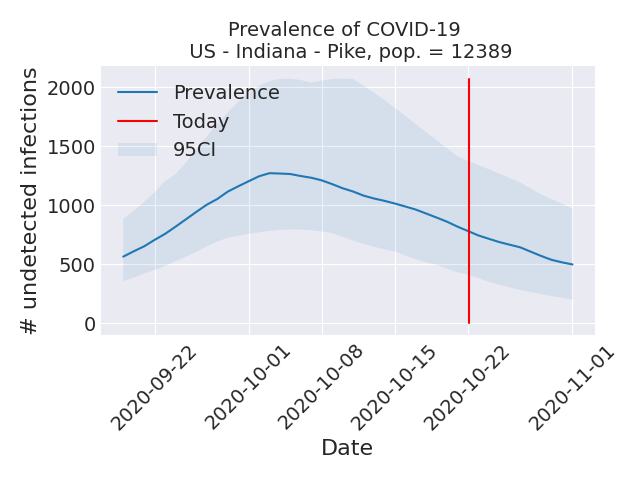 Prevalence of COVID-19
US - Indiana - Pike, pop. = 12389
# undetected infections
2000
1500
1000
500
0
Prevalence
Today
95CI
2020-09-22
2020-10-01
2020-10-08
2020-10-15
2020-10-22
2020-11-01
Date